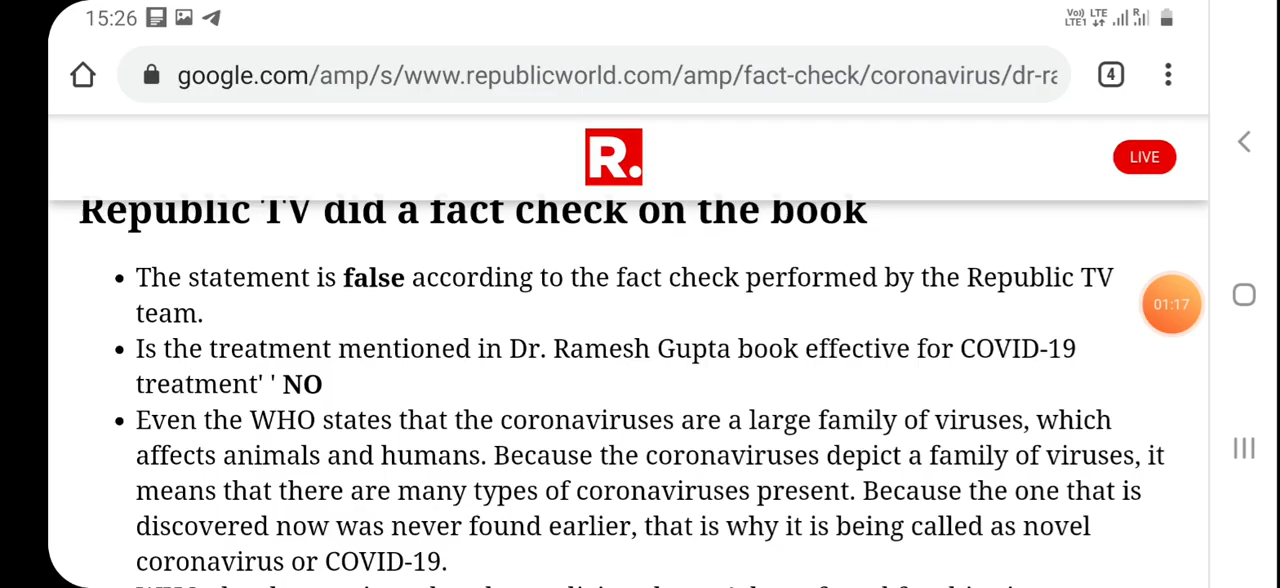 15:26
Vo) LTE R
LTE1
google.com/amp/s/www.republicworld.com/amp/fact-check/coronavirus/dr-ra
4
R.
LIVE
Republic TV did a fact check on the book
• The statement is false according to the fact check performed by the Republic TV
team.
01:17
• Is the treatment mentioned in Dr. Ramesh Gupta book effective for COVID-19
treatment' ' NO
• Even the WHO states that the coronaviruses are a large family of viruses, which
affects animals and humans. Because the coronaviruses depict a family of viruses, it
means that there are many types of coronaviruses present. Because the one that is
discovered now was never found earlier, that is why it is being called as novel
coronavirus or COVID-19.